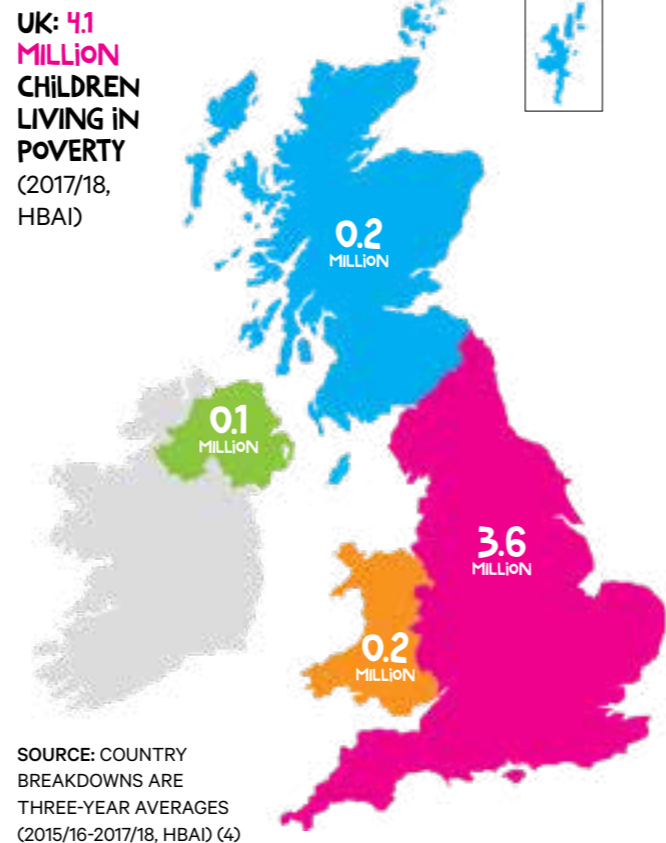 UK: 4.1
MILLiON
CHiLDREN
LIVING iN
POVERTY
(2017/18,
HBAI)
0.2
MILLiON
0.1
MILLiON
3.6
MILLiON
0.2
MILLiON
SOURCE: COUNTRY
BREAKDOWNS ARE
THREE-YEAR AVERAGES
(2015/16-2017/18, HBAI) (4)